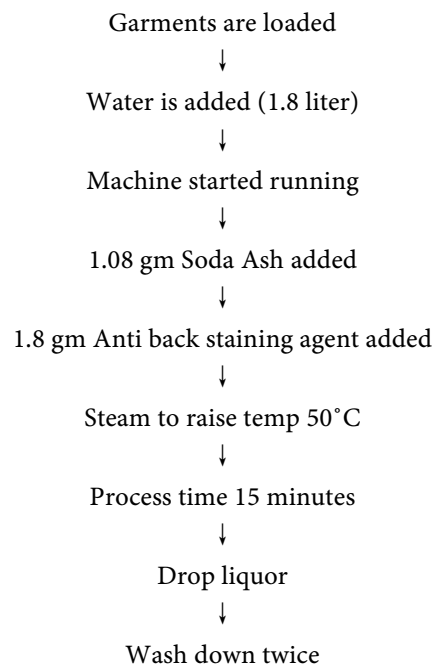 Garments are loaded
↓
Water is added (1.8 liter)
↓
Machine started running
↓
1.08 gm Soda Ash added
↓
1.8 gm Anti back staining agent added
↓
Steam to raise temp 50˚C
↓
Process time 15 minutes
↓
Drop liquor
↓
Wash down twice